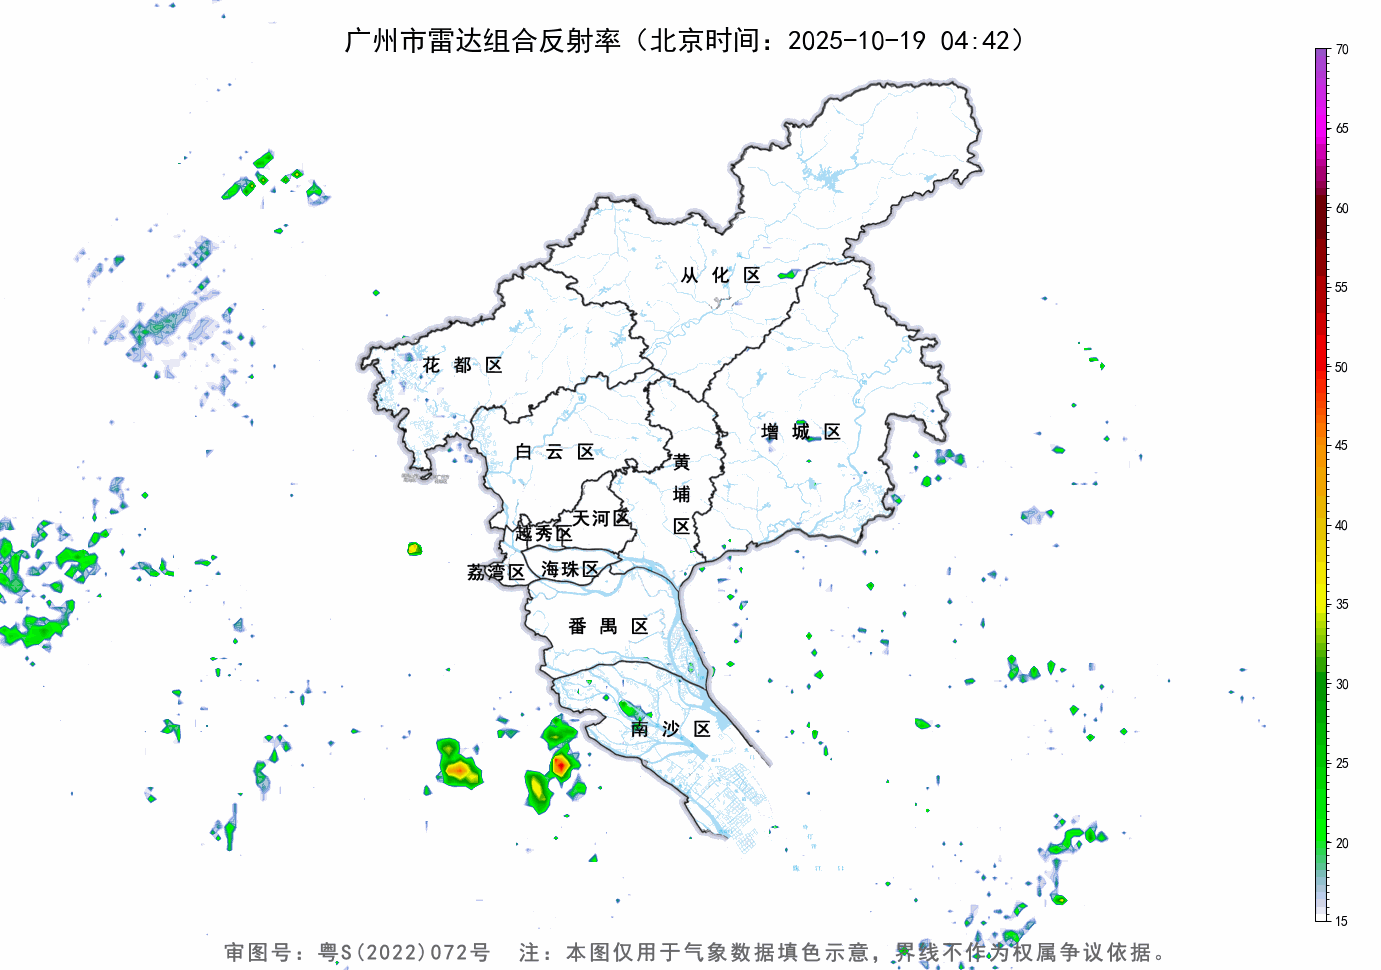 广州市雷达组合反射率（北京时间：2025-10-19 04:42）
70
65
60
55
50
45
40
35
30
25
20
15
从化区
花都区
增城区
白云区
黄埔区
天河区
越秀区
荔湾区
海珠区
番禺区
南沙区
审图号：粤S(2022)072号　注：本图仅用于气象数据填色示意，界线不作为权属争议依据。